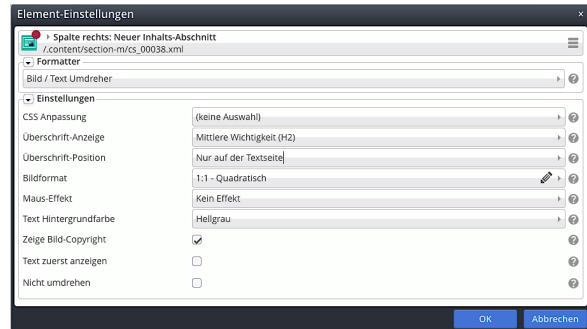 Element-Einstellungen
Spalte rechts: Neuer Inhalts-Abschnitt
/.content/section-m/cs_00038.xml
Formatter
Bild / Text Umdreher
Einstellungen
CSS Anpassung (keine Auswahl)
Überschrift-Anzeige Mittlere Wichtigkeit (H2)
Überschrift-Position Nur auf der Textseite
Bildformat 1:1 - Quadratisch
Maus-Effekt Kein Effekt
Text Hintergrundfarbe Hellgrau
Zeige Bild-Copyright
Text zuerst anzeigen
Nicht umdrehen
OK Abbrechen